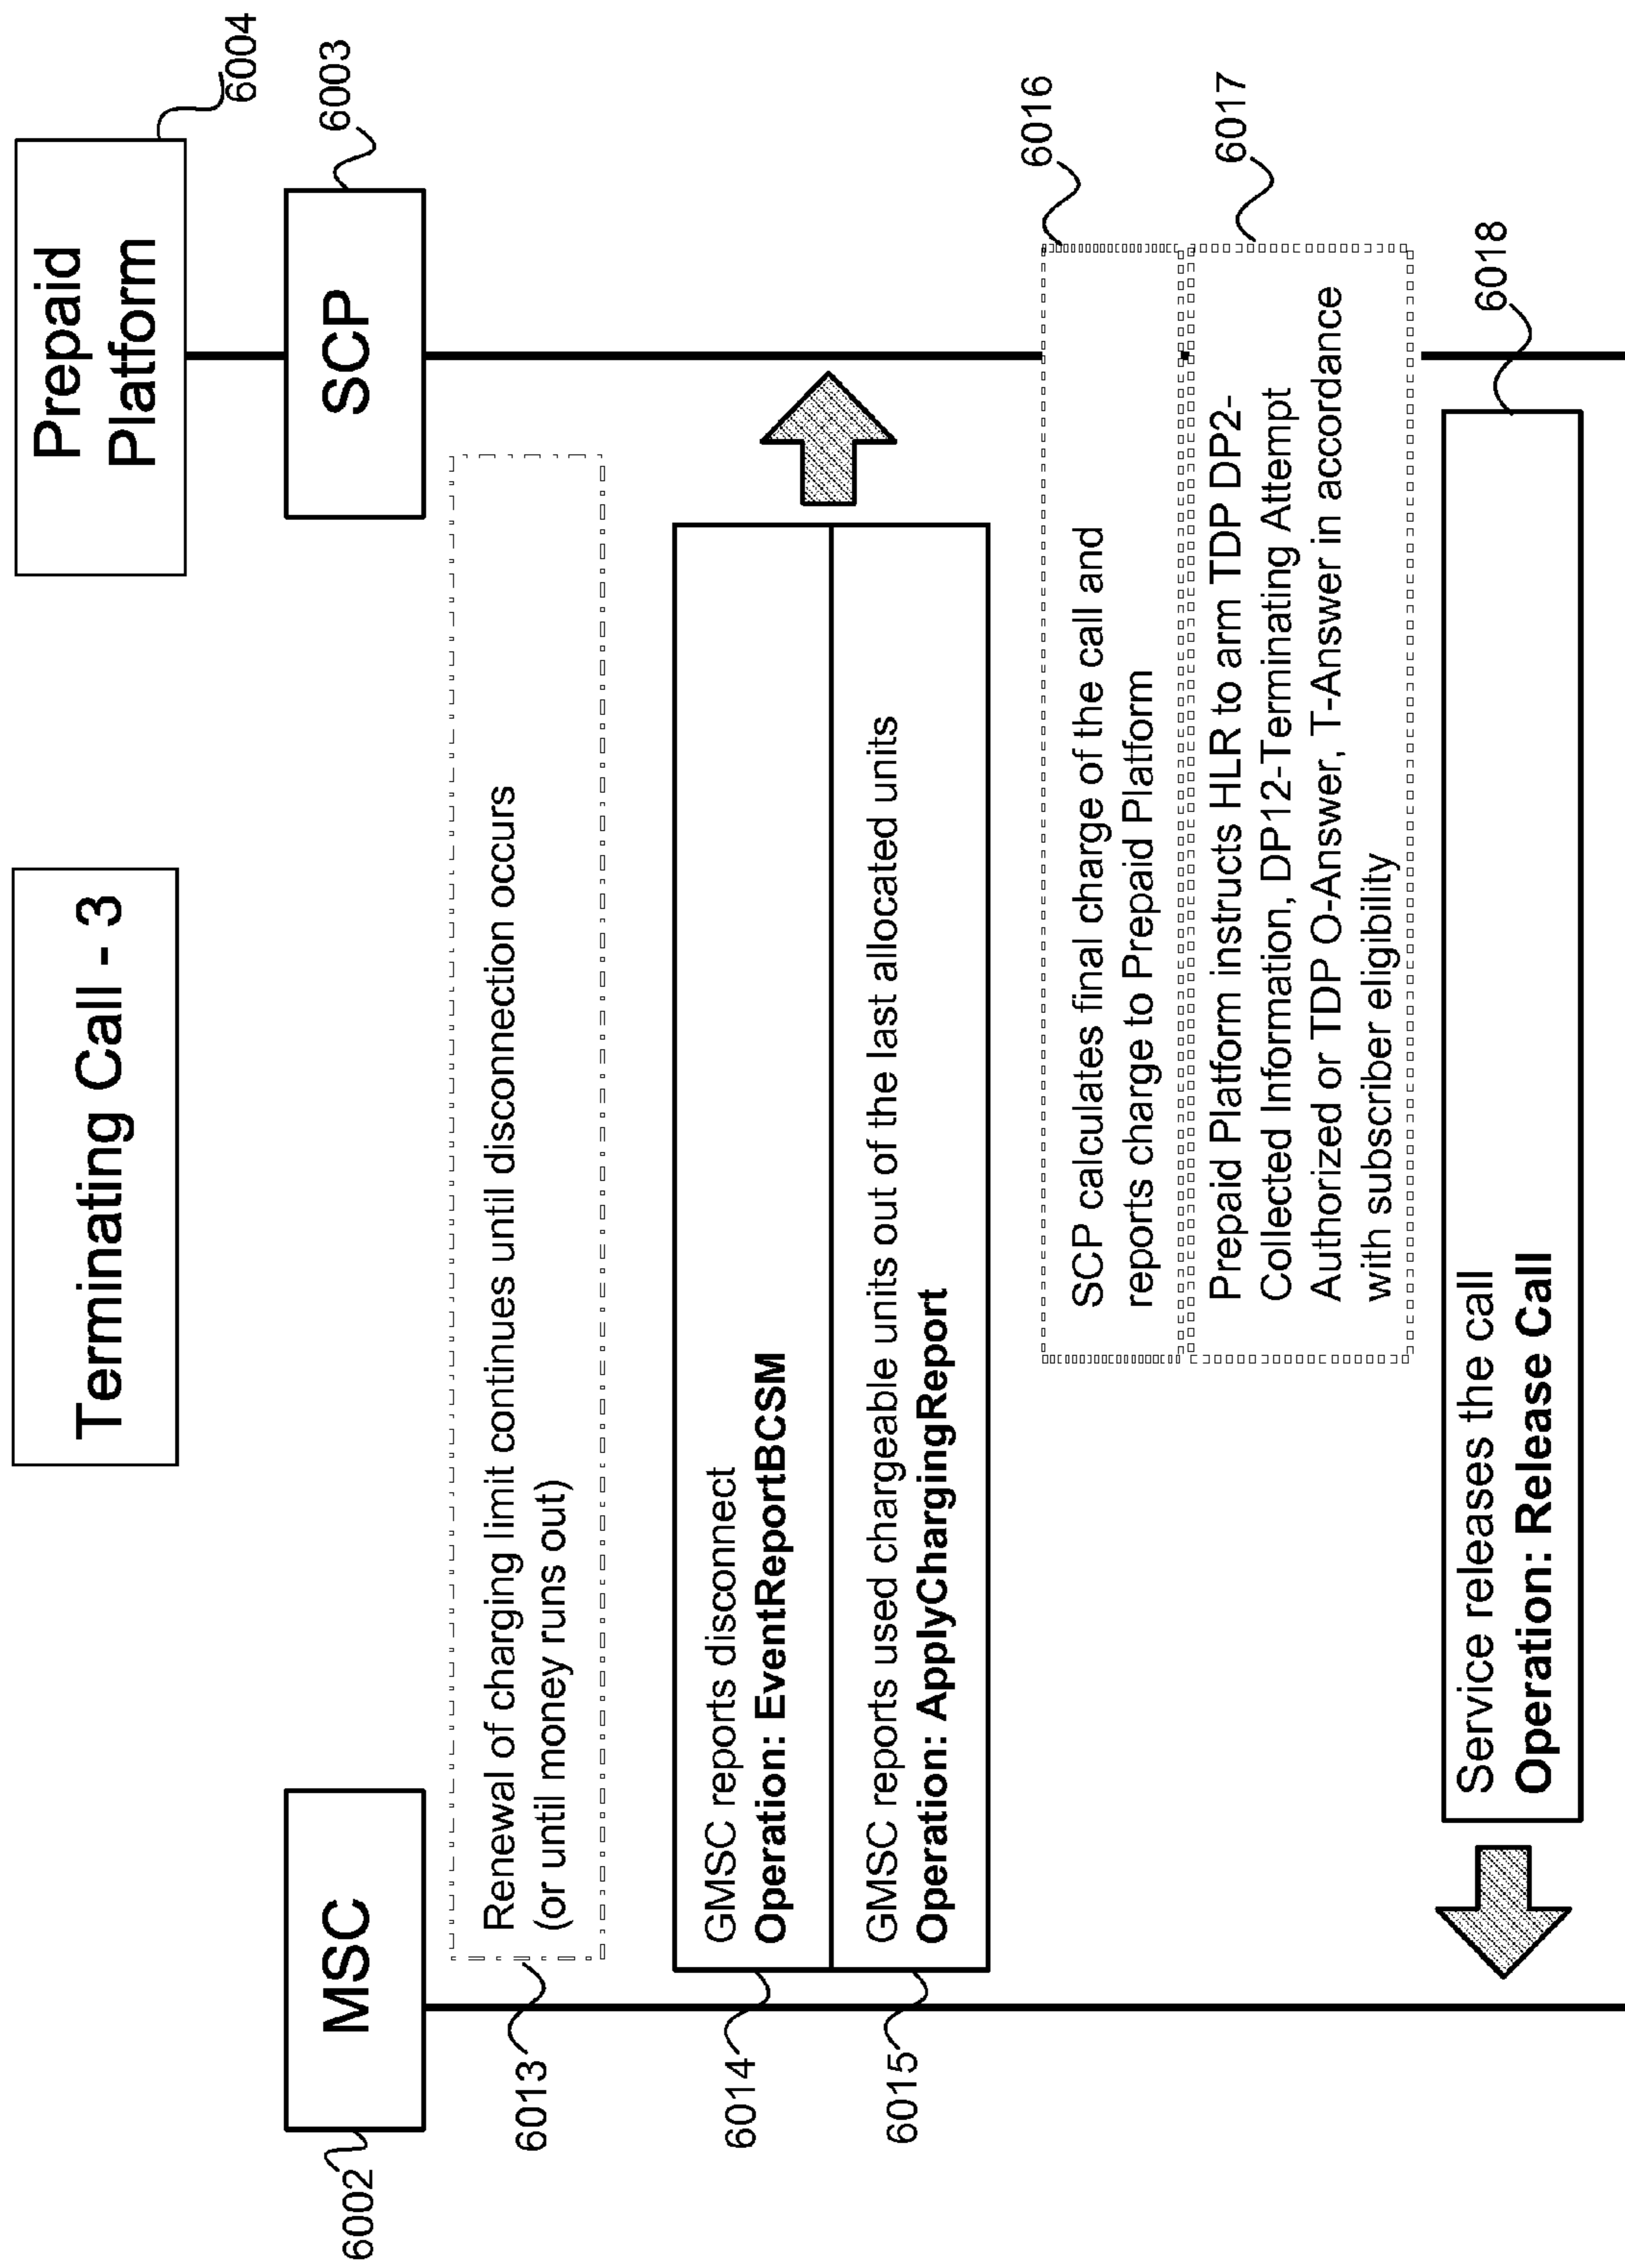 Terminating Call - 3
Prepaid
Platform
6004
6002
MSC
SCP
6003
6013
Renewal of charging limit continues until disconnection occurs
(or until money runs out)
6014
GMSC reports disconnect
Operation: EventReportBCSM
6015
GMSC reports used chargeable units out of the last allocated units
Operation: ApplyChargingReport
SCP calculates final charge of the call and
reports charge to Prepaid Platform
6016
Prepaid Platform instructs HLR to arm TDP DP2-
Collected Information, DP12-Terminating Attempt
Authorized or TDP O-Answer, T-Answer in accordance
with subscriber eligibility
6017
Service releases the call
Operation: Release Call
6018